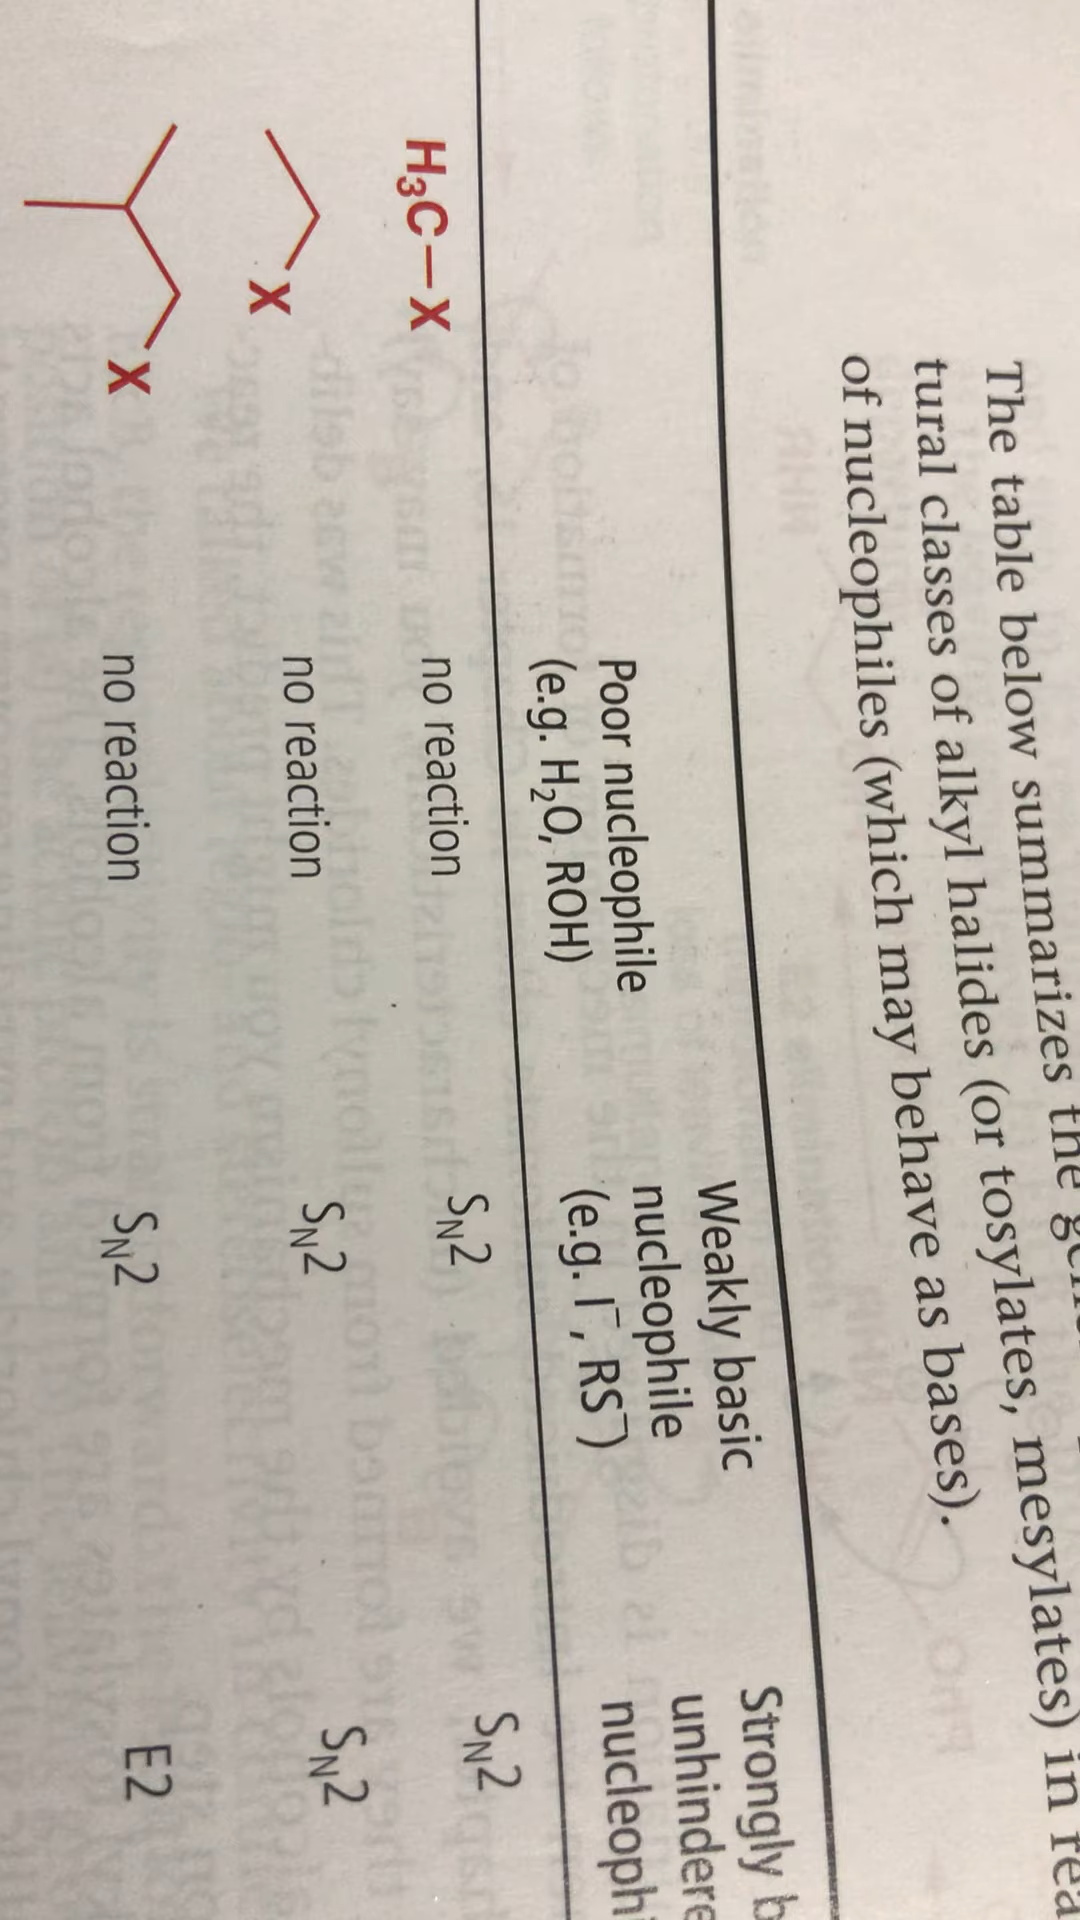 The table below summarizes the
tural classes of alkyl halides (or tosylates, mesylates) in
of nucleophiles (which may behave as bases).
Weakly basic
Strongly b
Poor nucleophile
nucleophile
unhindere
(e.g. H₂O, ROH)
(e.g. I⁻, RS⁻)
nucleophi
H₃C—X
no reaction
SN2
SN2
X
no reaction
SN2
SN2
X
no reaction
SN2
E2